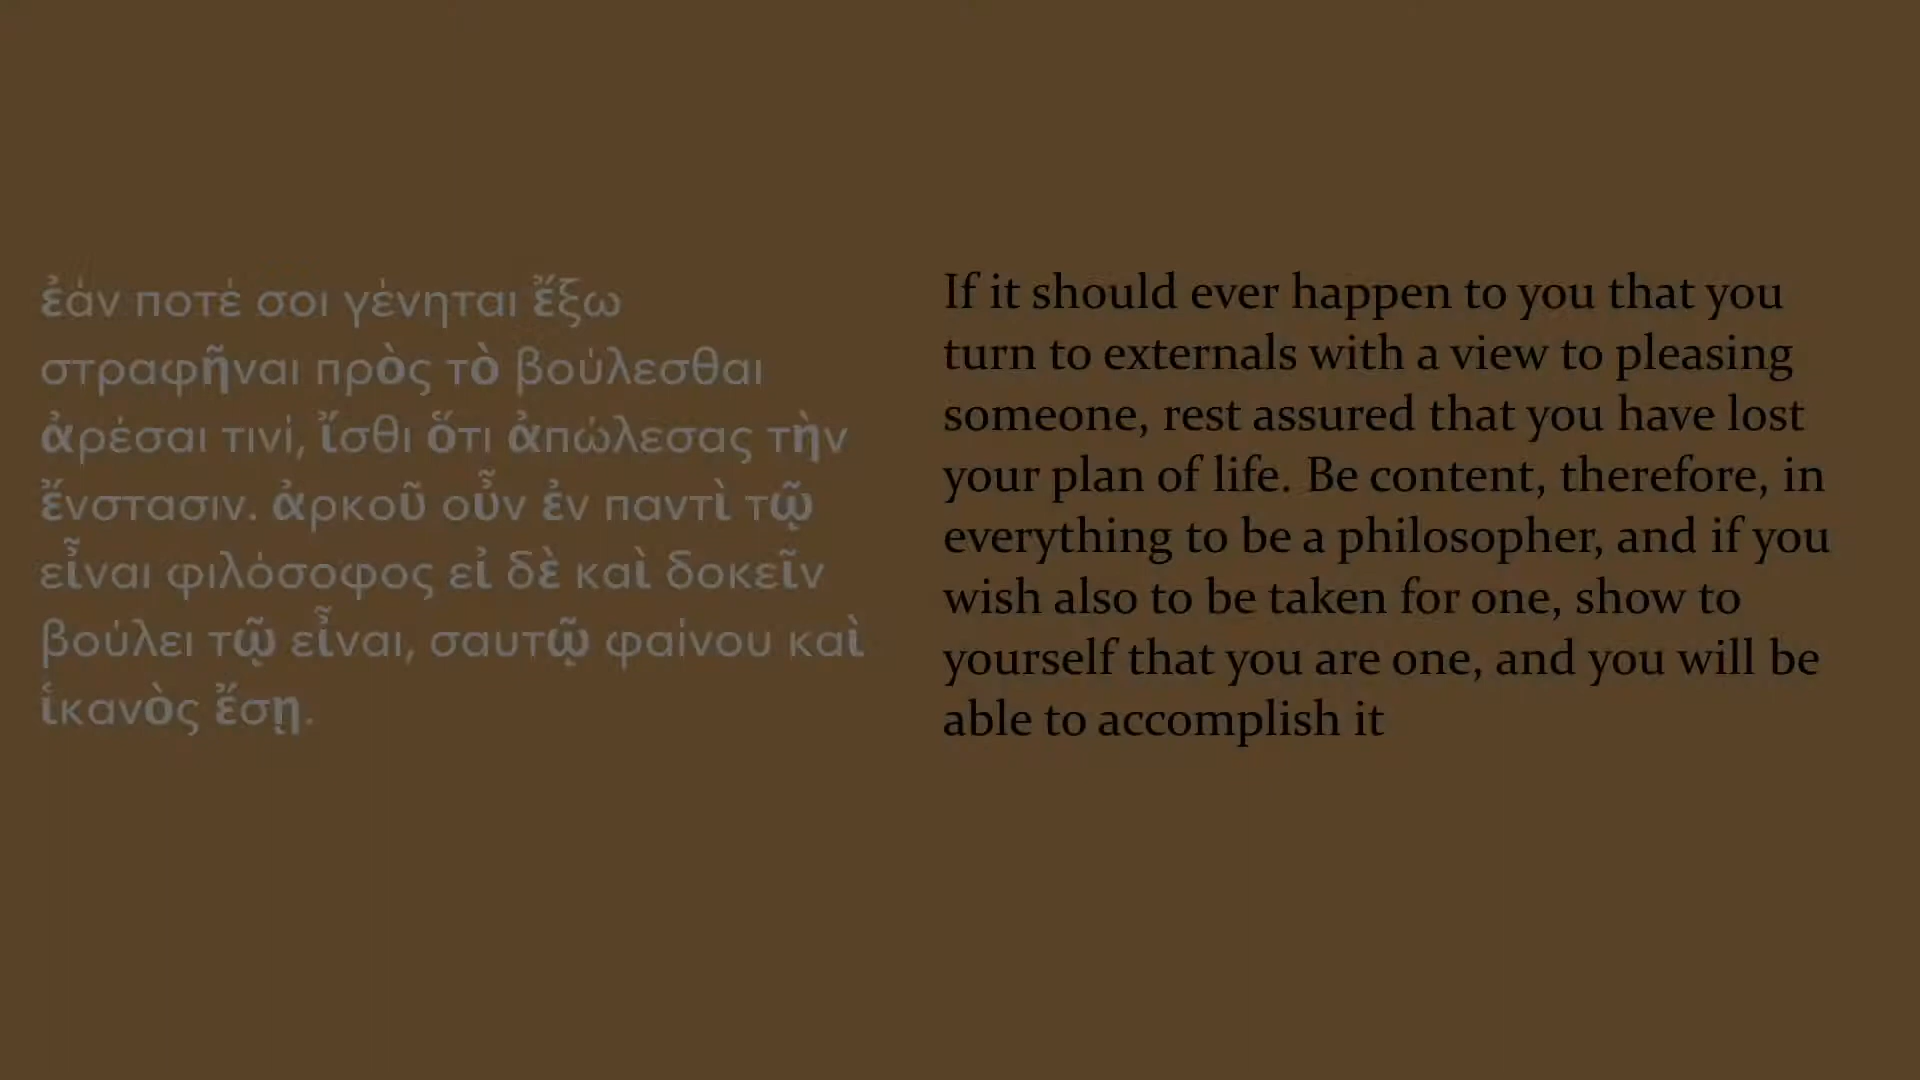 ἐάν ποτέ σοι γένηται ἔξω
στραφῆναι πρὸς τὸ βούλεσθαι
ἀρέσαι τινί, ἴσθι ὅτι ἀπώλεσας τὴν
ἔνστασιν. ἀρκοῦ οὖν ἐν παντὶ τῷ
εἶναι φιλόσοφος εἰ δὲ καὶ δοκεῖν
βούλει τῷ εἶναι, σαυτῷ φαίνου καὶ
ἱκανὸς ἔσῃ.
If it should ever happen to you that you
turn to externals with a view to pleasing
someone, rest assured that you have lost
your plan of life. Be content, therefore, in
everything to be a philosopher, and if you
wish also to be taken for one, show to
yourself that you are one, and you will be
able to accomplish it